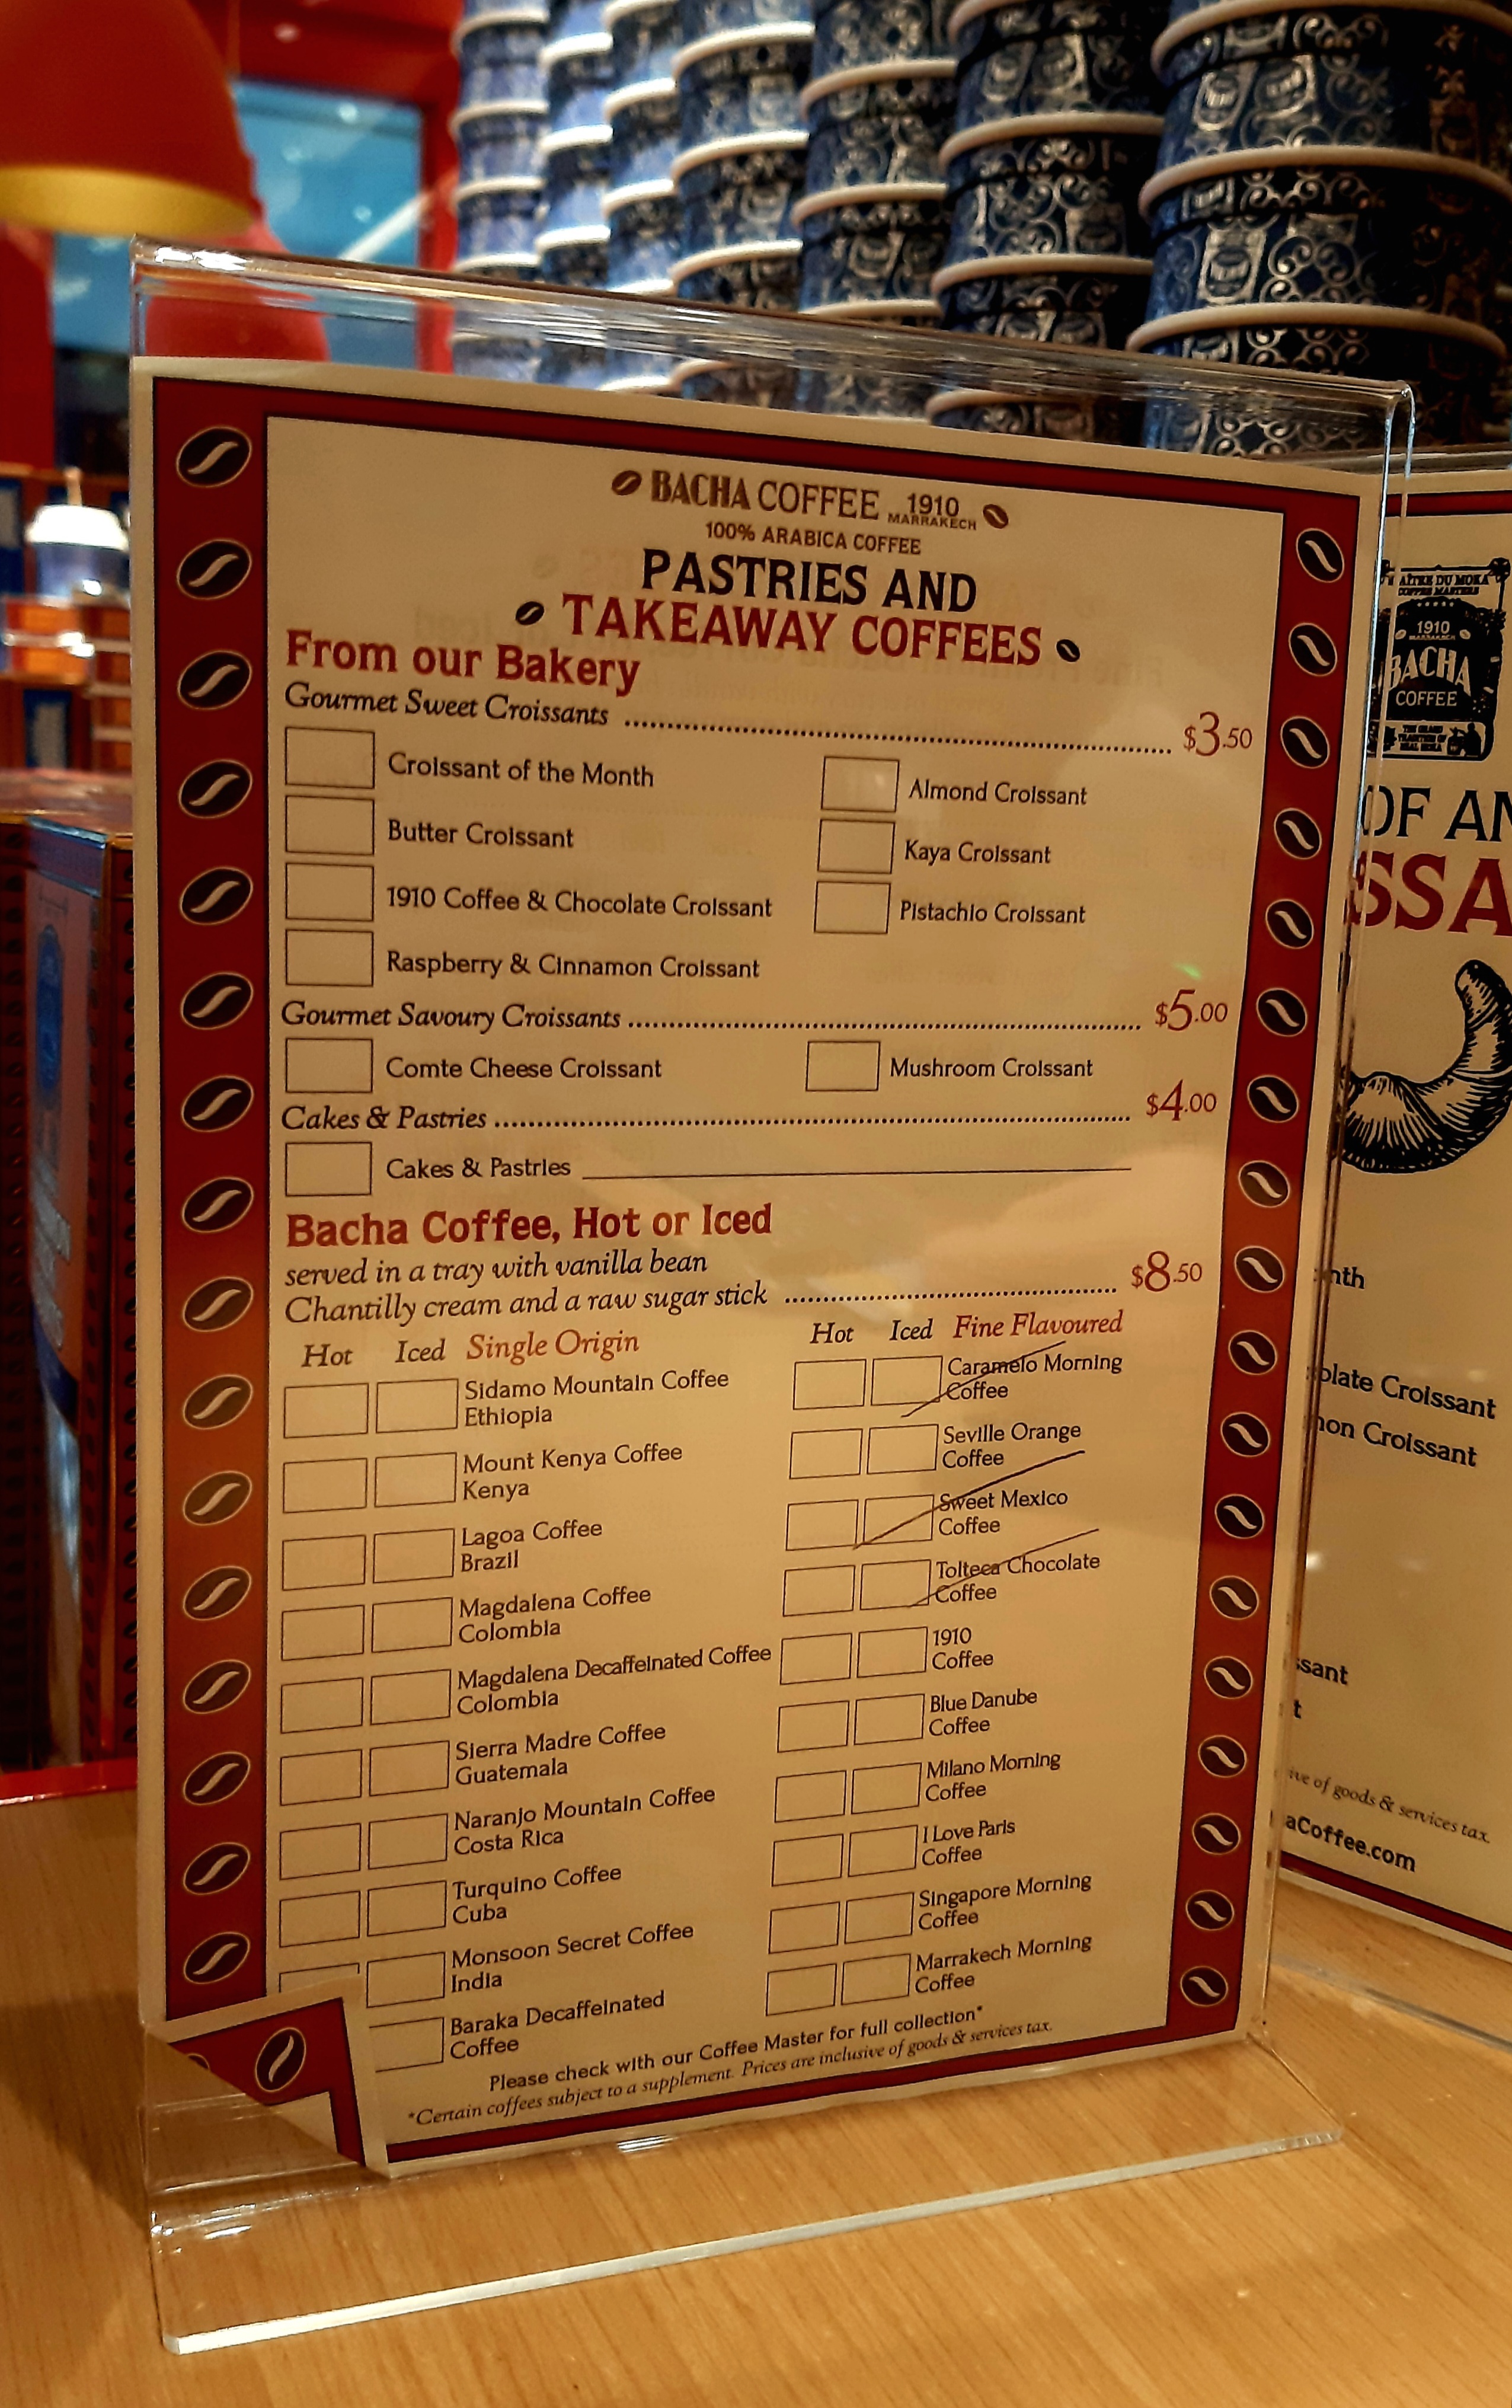 BACHA COFFEE 1910 MARRAKECH
100% ARABICA COFFEE
PASTRIES AND
TAKEAWAY COFFEES
From our Bakery
Gourmet Sweet Croissants $3.50
Croissant of the Month
Almond Croissant
Butter Croissant
Kaya Croissant
1910 Coffee & Chocolate Croissant
Pistachio Croissant
Raspberry & Cinnamon Croissant
Gourmet Savoury Croissants $5.00
Comte Cheese Croissant
Mushroom Croissant
Cakes & Pastries $4.00
Cakes & Pastries
Bacha Coffee, Hot or Iced
served in a tray with vanilla bean
Chantilly cream and a raw sugar stick $8.50
Hot Iced Single Origin
Sidamo Mountain Coffee
Ethiopia
Mount Kenya Coffee
Kenya
Lagoa Coffee
Brazil
Magdalena Coffee
Colombia
Magdalena Decaffeinated Coffee
Colombia
Sierra Madre Coffee
Guatemala
Naranjo Mountain Coffee
Costa Rica
Turquino Coffee
Cuba
Monsoon Secret Coffee
India
Baraka Decaffeinated
Coffee
Hot Iced Fine Flavoured
Caramelo Morning
Coffee
Seville Orange
Coffee
Sweet Mexico
Coffee
Tolteca Chocolate
Coffee
1910
Coffee
Blue Danube
Coffee
Milano Morning
Coffee
I Love Paris
Coffee
Singapore Morning
Coffee
Marrakech Morning
Coffee
Please check with our Coffee Master for full collection*
*Certain coffees subject to a supplement. Prices are inclusive of goods & services tax.
1910
BACHA
COFFEE
OF AN
SSA
nth
olate Croissant
non Croissant
ssant
t
ive of goods & services tax.
aCoffee.com